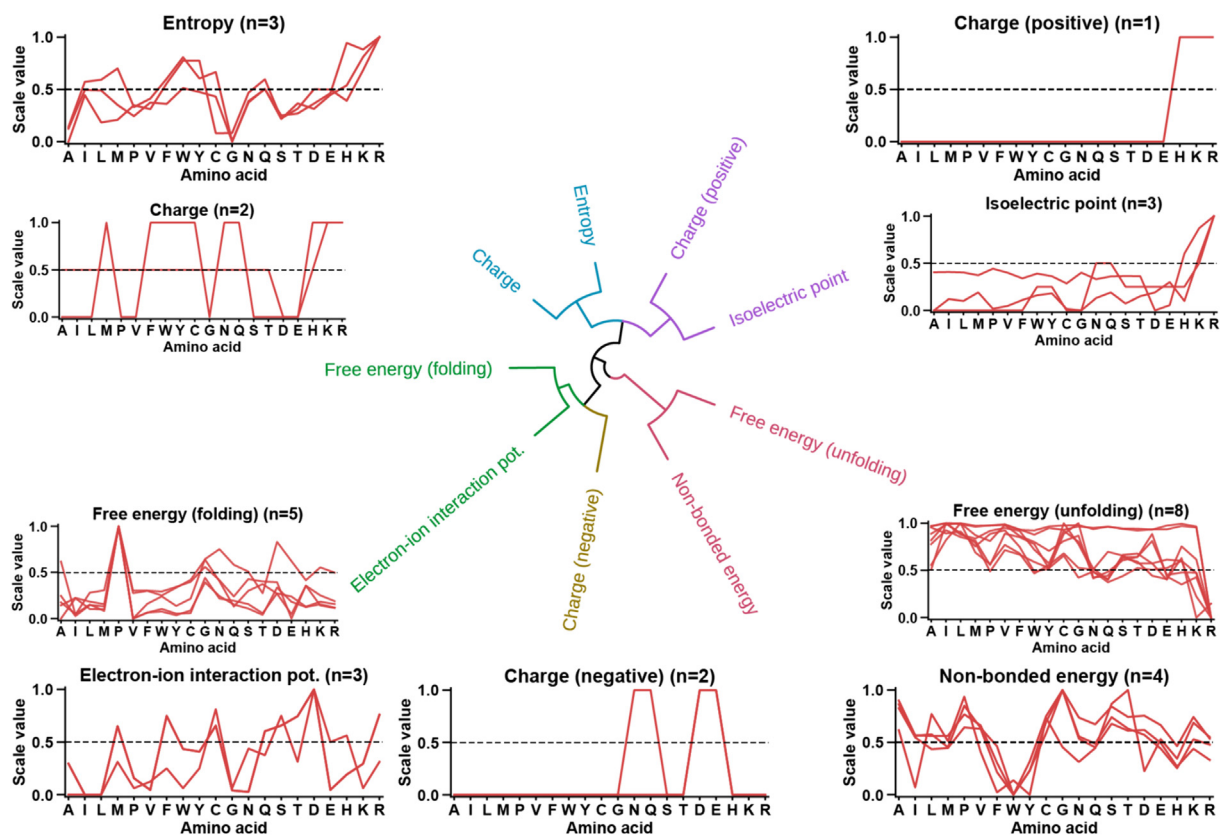 Entropy (n=3)
Scale value
1.0
0.5
0.0
A I L M P V F W Y C G N Q S T D E H K R
Amino acid
Charge (positive) (n=1)
Scale value
1.0
0.5
0.0
A I L M P V F W Y C G N Q S T D E H K R
Amino acid
Charge (n=2)
Scale value
1.0
0.5
0.0
A I L M P V F W Y C G N Q S T D E H K R
Amino acid
Isoelectric point (n=3)
Scale value
1.0
0.5
0.0
A I L M P V F W Y C G N Q S T D E H K R
Amino acid
Charge
Entropy
Charge (positive)
Isoelectric point
Free energy (folding)
Electron-ion interaction pot.
Charge (negative)
Non-bonded energy
Free energy (unfolding)
Free energy (folding) (n=5)
Scale value
1.0
0.5
0.0
A I L M P V F W Y C G N Q S T D E H K R
Amino acid
Free energy (unfolding) (n=8)
Scale value
1.0
0.5
0.0
A I L M P V F W Y C G N Q S T D E H K R
Amino acid
Electron-ion interaction pot. (n=3)
Scale value
1.0
0.5
0.0
A I L M P V F W Y C G N Q S T D E H K R
Amino acid
Charge (negative) (n=2)
Scale value
1.0
0.5
0.0
A I L M P V F W Y C G N Q S T D E H K R
Amino acid
Non-bonded energy (n=4)
Scale value
1.0
0.5
0.0
A I L M P V F W Y C G N Q S T D E H K R
Amino acid